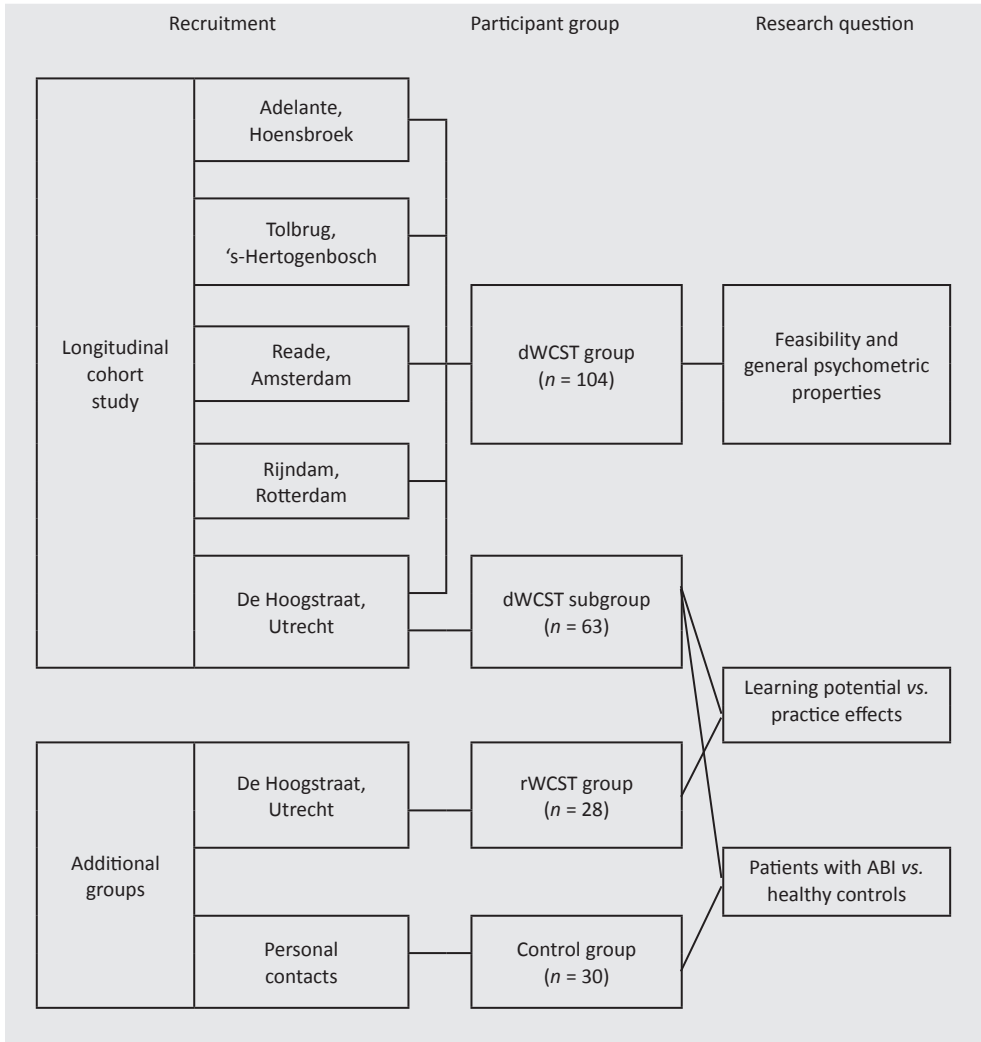 Recruitment
Participant group
Research question
Longitudinal
cohort
study
Adelante,
Hoensbroek
Tolbrug,
‘s-Hertogenbosch
Reade,
Amsterdam
Rijndam,
Rotterdam
De Hoogstraat,
Utrecht
dWCST group
(n = 104)
Feasibility and
general psychometric
properties
dWCST subgroup
(n = 63)
Learning potential vs.
practice effects
Additional
groups
De Hoogstraat,
Utrecht
rWCST group
(n = 28)
Patients with ABI vs.
healthy controls
Personal
contacts
Control group
(n = 30)